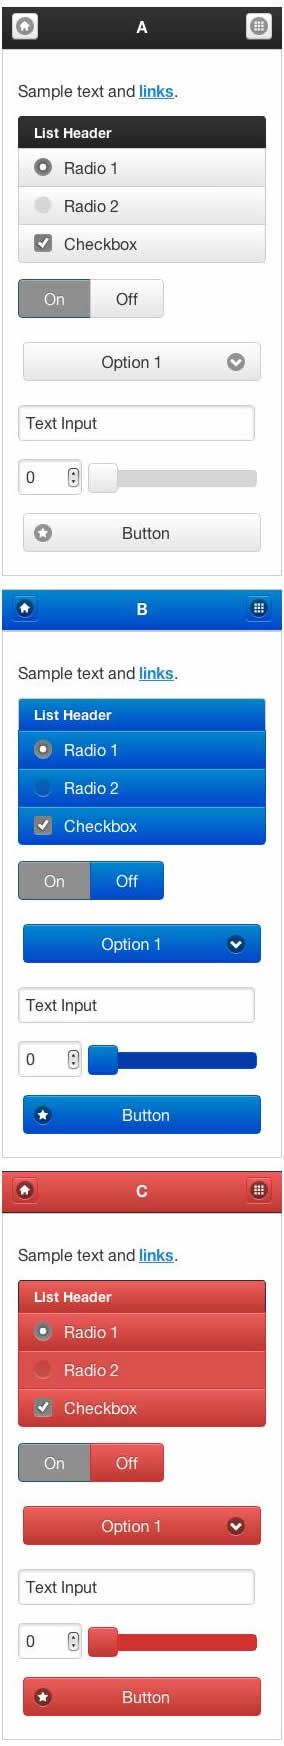 A
Sample text and links.
List Header
Radio 1
Radio 2
Checkbox
On Off
Option 1
Text Input
0
Button
B
Sample text and links.
List Header
Radio 1
Radio 2
Checkbox
On Off
Option 1
Text Input
0
Button
C
Sample text and links.
List Header
Radio 1
Radio 2
Checkbox
On Off
Option 1
Text Input
0
Button